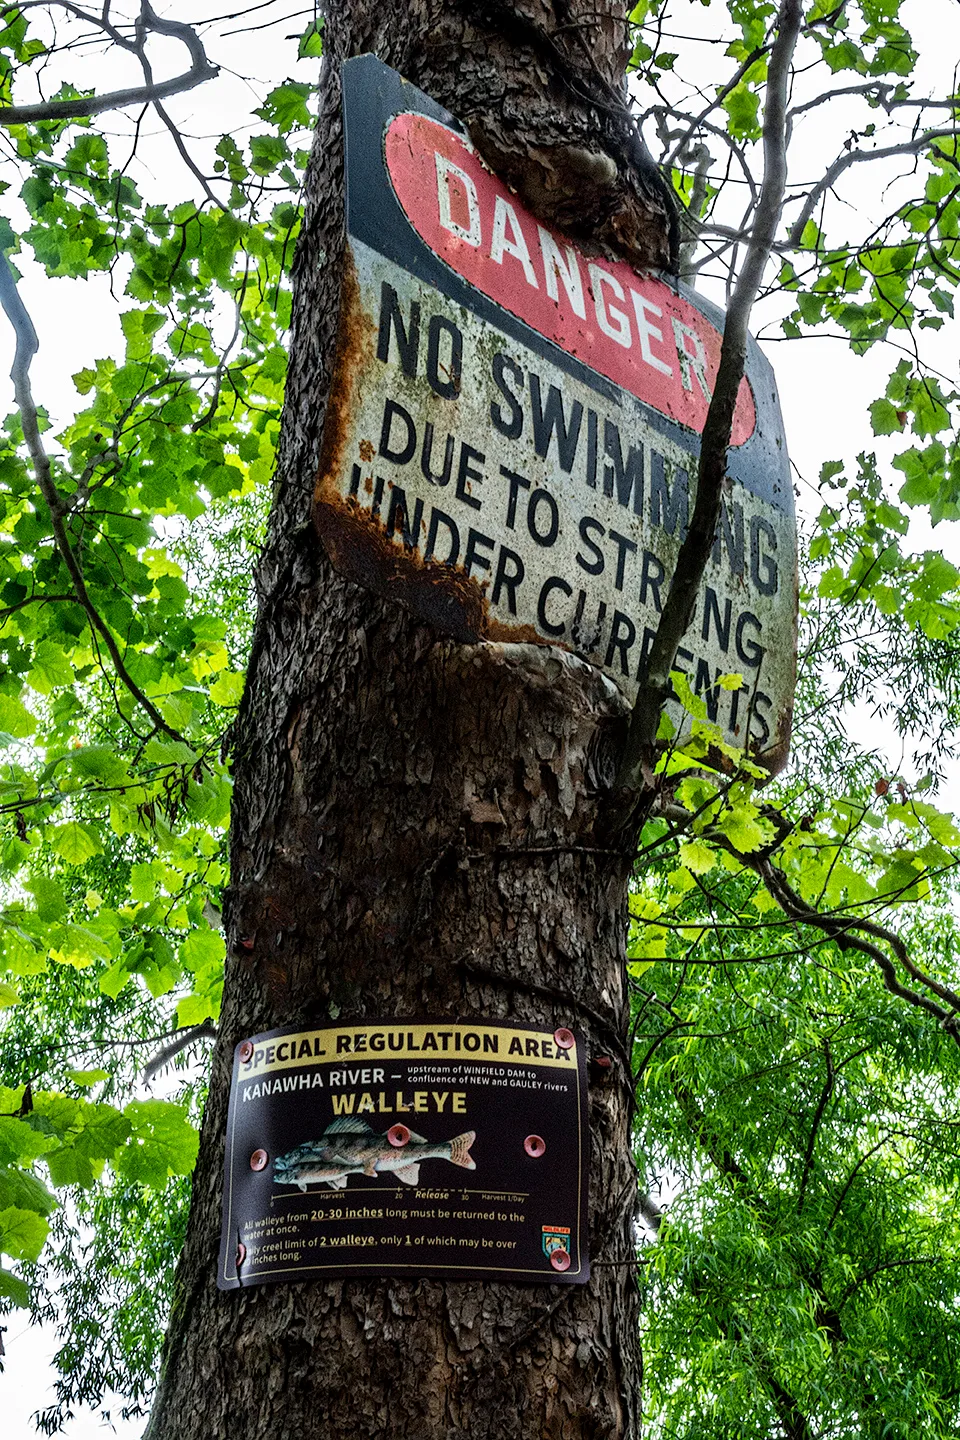 DANGER
NO SWIMMING
DUE TO STRONG
UNDER CURRENTS
SPECIAL REGULATION AREA
KANAWHA RIVER – upstream of WINFIELD DAM to
confluence of NEW and GAULEY rivers
WALLEYE
Harvest 20 Release 30 Harvest 1/Day
All walleye from 20-30 inches long must be returned to the
water at once.
creel limit of 2 walleye, only 1 of which may be over
inches long.
WILDLIFE